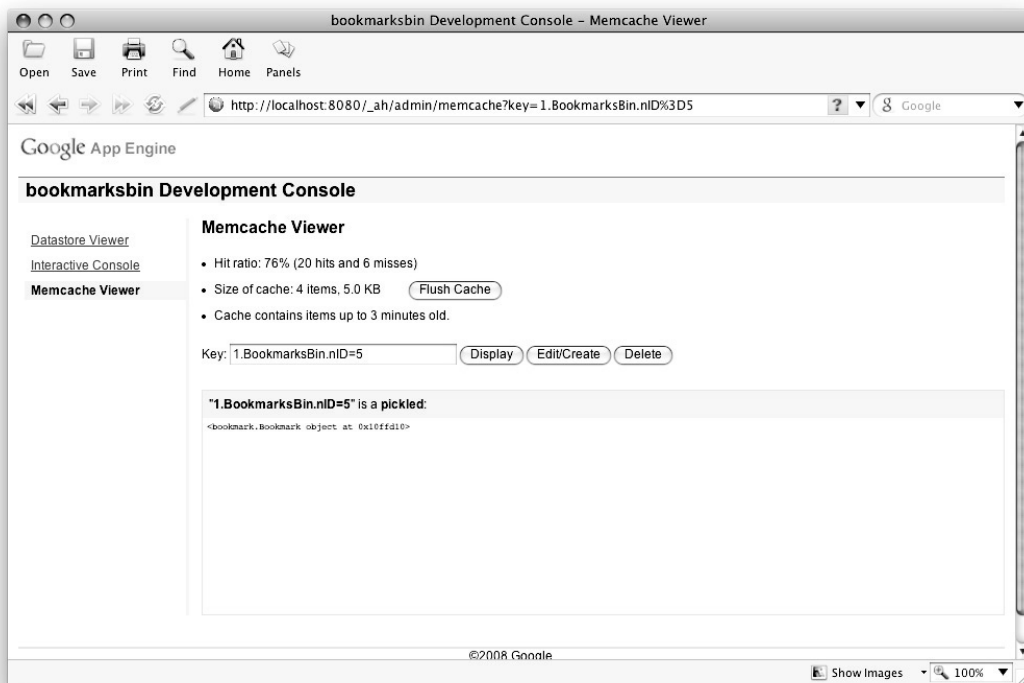 bookmarksbin Development Console – Memcache Viewer
Open Save Print Find Home Panels
http://localhost:8080/_ah/admin/memcache?key=1.BookmarksBin.nID%3D5 ? Google
Google App Engine
bookmarksbin Development Console
Datastore Viewer
Interactive Console
Memcache Viewer
Memcache Viewer
• Hit ratio: 76% (20 hits and 6 misses)
• Size of cache: 4 items, 5.0 KB Flush Cache
• Cache contains items up to 3 minutes old.
Key: 1.BookmarksBin.nID=5 Display Edit/Create Delete
"1.BookmarksBin.nID=5" is a pickled:
<bookmark.Bookmark object at 0x10ffd10>
©2008 Google
Show Images 100%